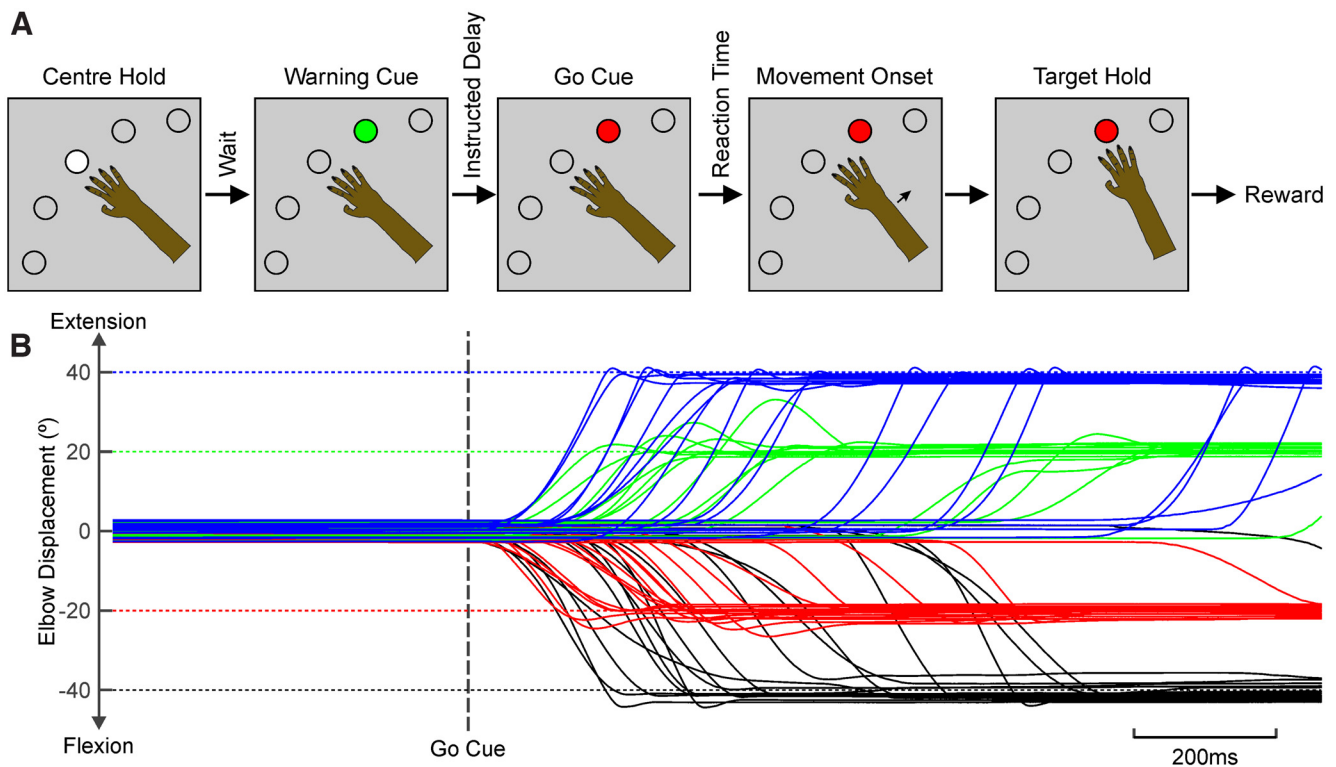 A
Centre Hold
Wait
Warning Cue
Instructed Delay
Go Cue
Reaction Time
Movement Onset
Target Hold
Reward
B
Extension
Elbow Displacement (º)
40
20
0
-20
-40
Flexion
Go Cue
200ms